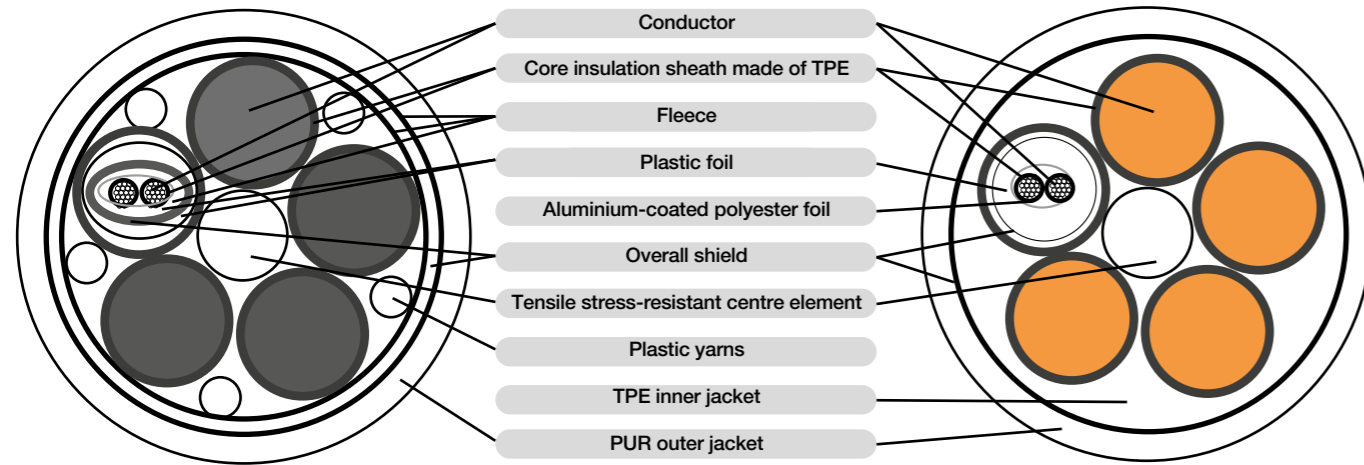 Conductor
Core insulation sheath made of TPE
Fleece
Plastic foil
Aluminium-coated polyester foil
Overall shield
Tensile stress-resistant centre element
Plastic yarns
TPE inner jacket
PUR outer jacket